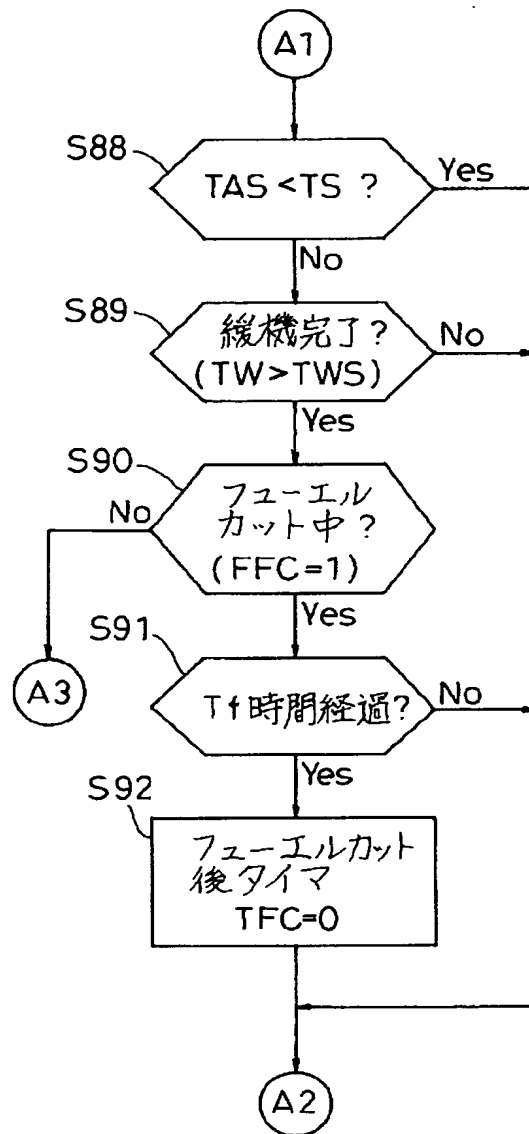 A1
S88
TAS<TS ?
Yes
No
S89
緩機完了?
(TW>TWS)
No
Yes
S90
フューエル
カット中?
(FFC=1)
No
Yes
A3
S91
Tf時間経過?
No
Yes
S92
フューエルカット
後タイマ
TFC=0
A2